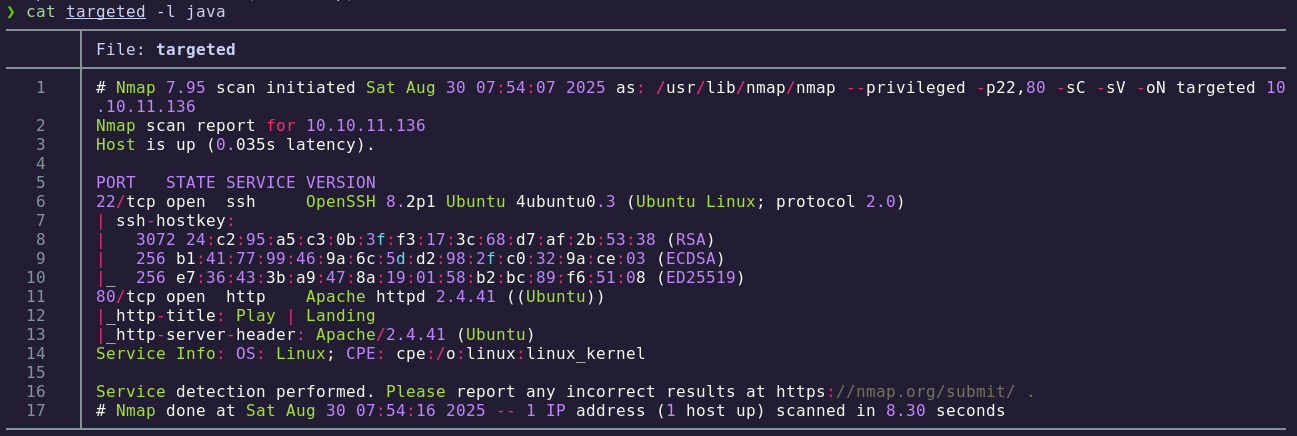 ❯ cat targeted -l java
File: targeted
1 # Nmap 7.95 scan initiated Sat Aug 30 07:54:07 2025 as: /usr/lib/nmap/nmap --privileged -p22,80 -sC -sV -oN targeted 10
.10.11.136
2 Nmap scan report for 10.10.11.136
3 Host is up (0.035s latency).
4
5 PORT   STATE SERVICE VERSION
6 22/tcp open  ssh     OpenSSH 8.2p1 Ubuntu 4ubuntu0.3 (Ubuntu Linux; protocol 2.0)
7 | ssh-hostkey:
8 |   3072 24:c2:95:a5:c3:0b:3f:f3:17:3c:68:d7:af:2b:53:38 (RSA)
9 |   256 b1:41:77:99:46:9a:6c:5d:d2:98:2f:c0:32:9a:ce:03 (ECDSA)
10 |_  256 e7:36:43:3b:a9:47:8a:19:01:58:b2:bc:89:f6:51:08 (ED25519)
11 80/tcp open  http    Apache httpd 2.4.41 ((Ubuntu))
12 |_http-title: Play | Landing
13 |_http-server-header: Apache/2.4.41 (Ubuntu)
14 Service Info: OS: Linux; CPE: cpe:/o:linux:linux_kernel
15
16 Service detection performed. Please report any incorrect results at https://nmap.org/submit/ .
17 # Nmap done at Sat Aug 30 07:54:16 2025 -- 1 IP address (1 host up) scanned in 8.30 seconds